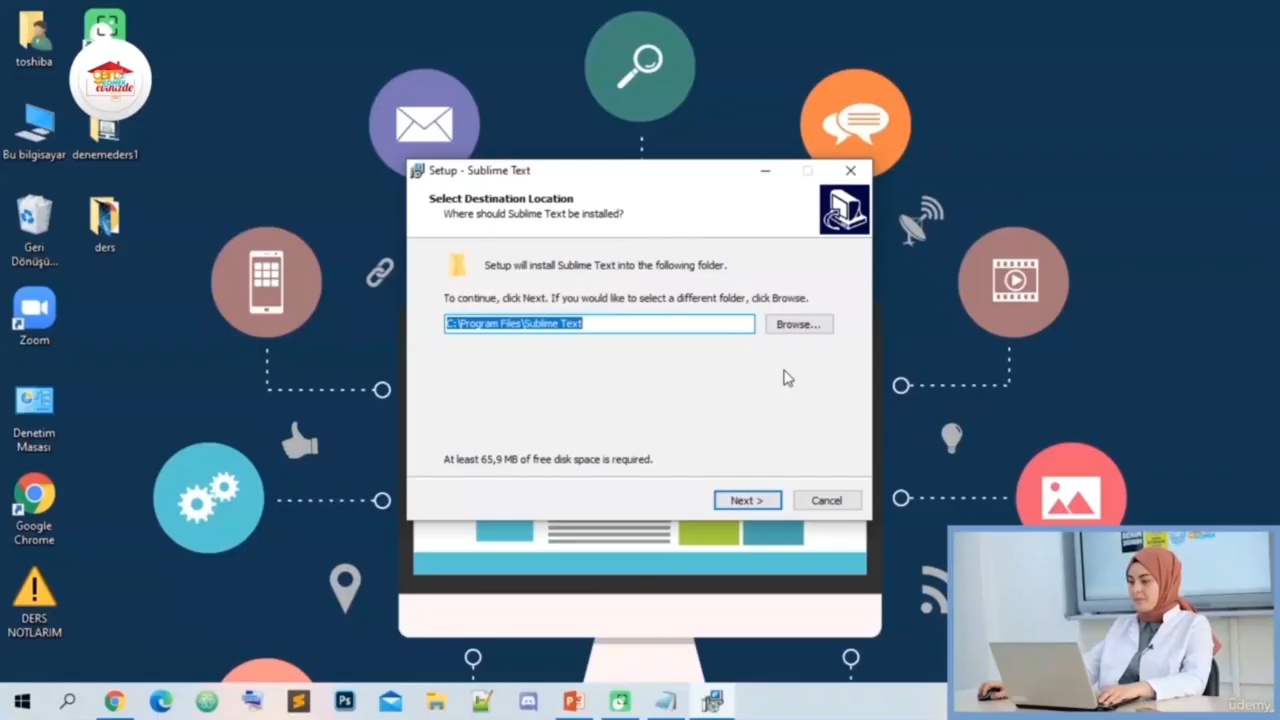 toshiba
Bu bilgisayar
denemeders1
Geri
Dönüşü...
ders
Zoom
Denetim
Masası
Google
Chrome
DERS
NOTLARIM
Setup - Sublime Text
Select Destination Location
Where should Sublime Text be installed?
Setup will install Sublime Text into the following folder.
To continue, click Next. If you would like to select a different folder, click Browse.
C:\Program Files\Sublime Text
Browse...
At least 65,9 MB of free disk space is required.
Next >
Cancel
Ps
udemy